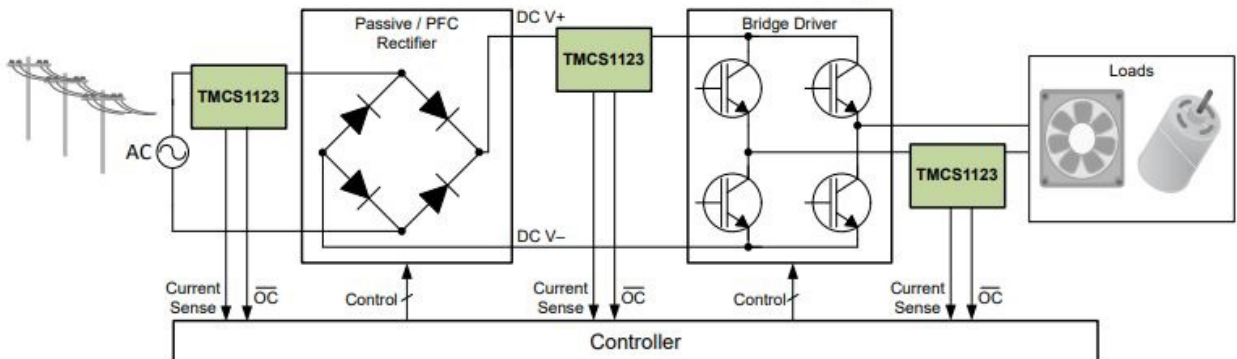 Passive / PFC
Rectifier
DC V+
Bridge Driver
TMCS1123
TMCS1123
Loads
AC
TMCS1123
DC V–
Current
Sense
OC
Control
Current
Sense
OC
Control
Current
Sense
OC
Controller